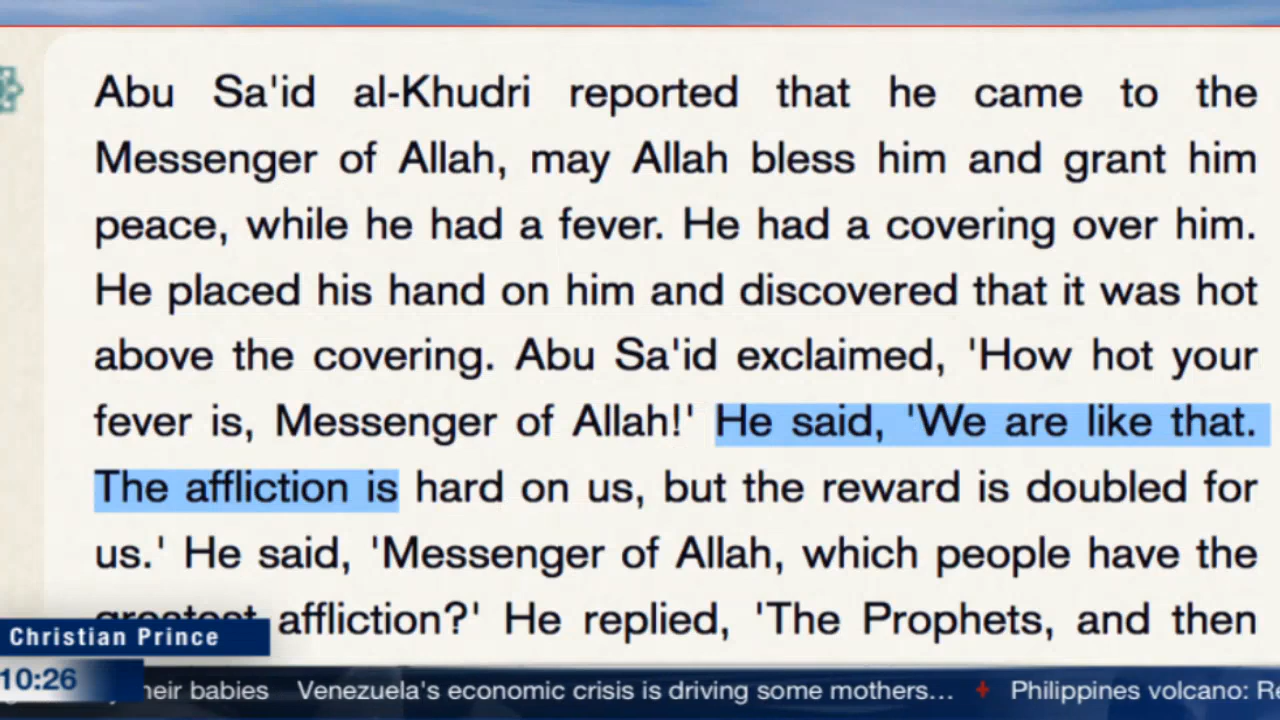 Abu Sa'id al-Khudri reported that he came to the
Messenger of Allah, may Allah bless him and grant him
peace, while he had a fever. He had a covering over him.
He placed his hand on him and discovered that it was hot
above the covering. Abu Sa'id exclaimed, 'How hot your
fever is, Messenger of Allah!' He said, 'We are like that.
The affliction is hard on us, but the reward is doubled for
us.' He said, 'Messenger of Allah, which people have the
greatest affliction?' He replied, 'The Prophets, and then
Christian Prince
10:26
babies Venezuela's economic crisis is driving some mothers... Philippines volcano: